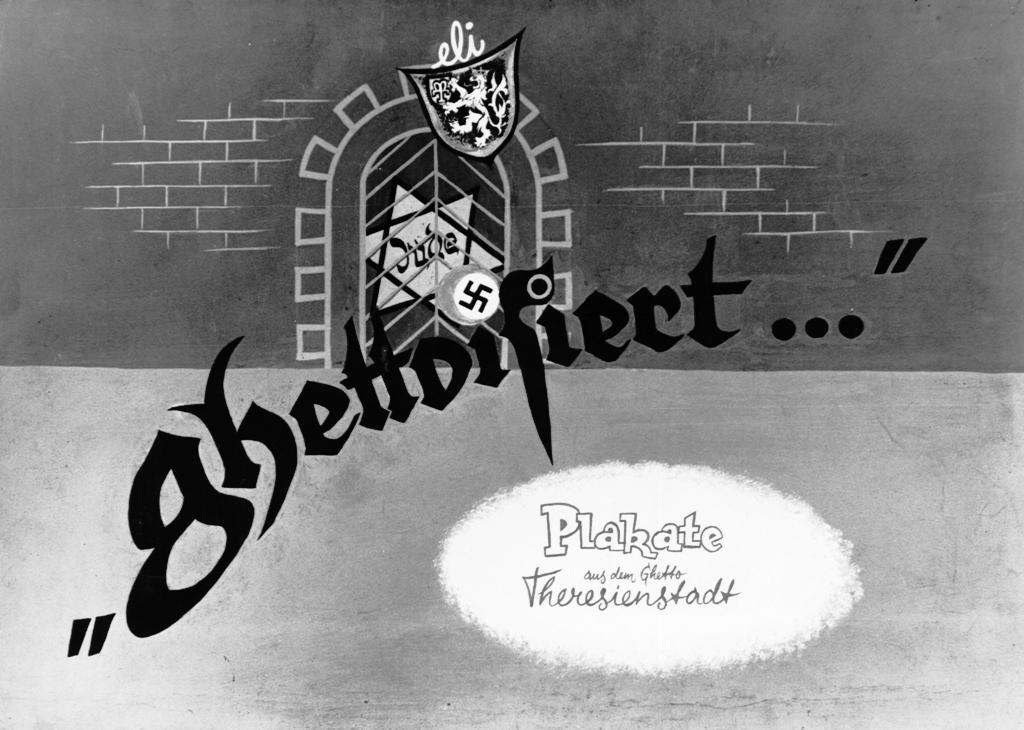 eli
Jude
„ghettoisiert..."
Plakate
aus dem Ghetto
Theresienstadt